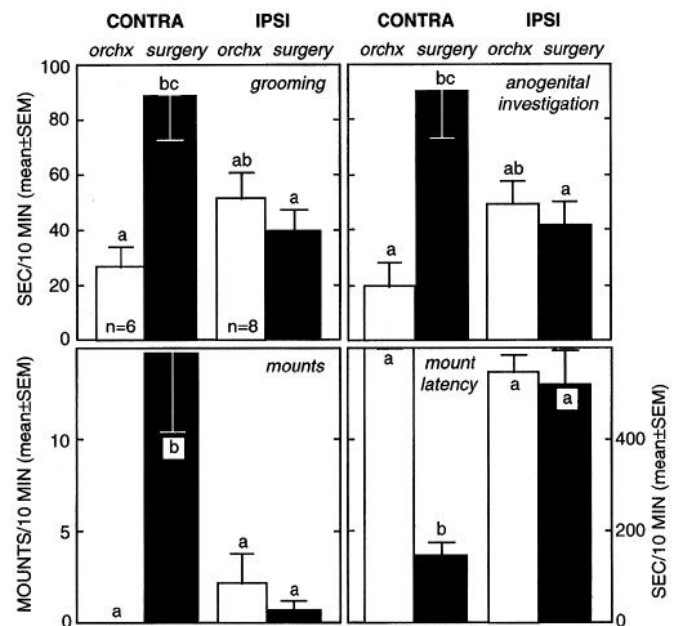 CONTRA IPSI CONTRA IPSI
orchx surgery orchx surgery orchx surgery orchx surgery
SEC/10 MIN (mean±SEM)
100
80
60
40
20
0
grooming
a bc ab a
n=6 n=8
anogenital
investigation
a bc ab a
MOUNTS/10 MIN (mean±SEM)
10
5
0
mounts
a b a a
mount
latency
a b a a
400
200
0
SEC/10 MIN (mean±SEM)